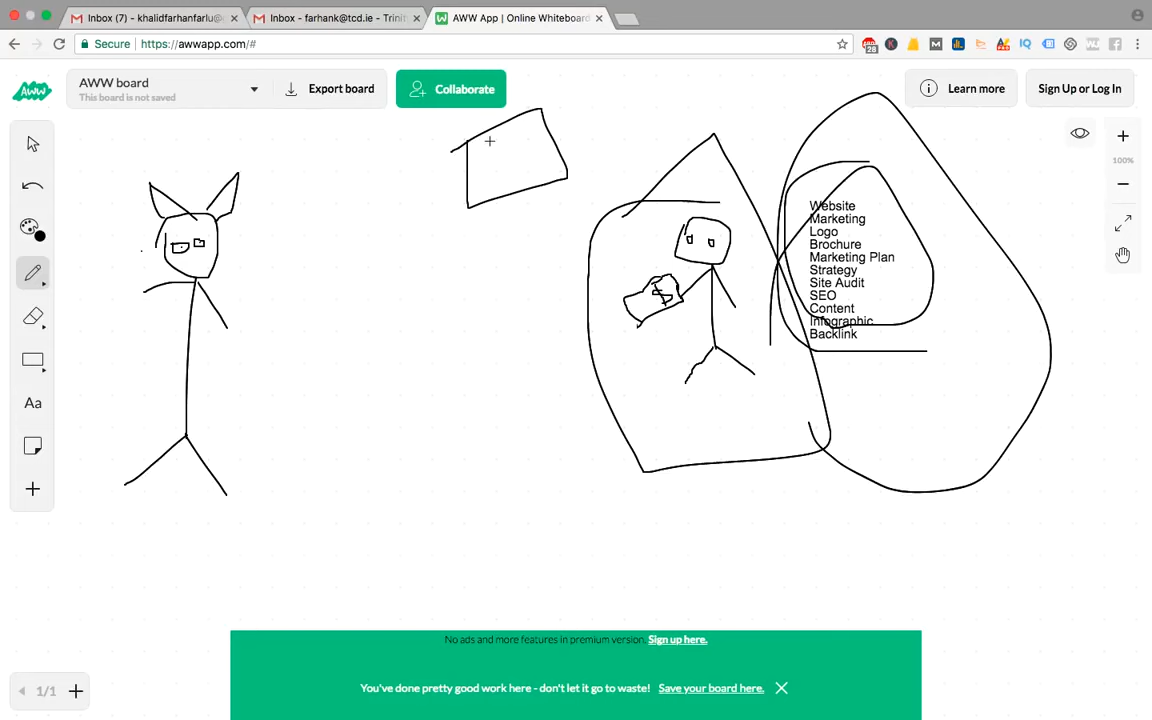 Inbox (7) - khalidfarhanfarlu@
Inbox - farhank@tcd.ie - Trini
AWW App | Online Whiteboard
Secure
https://awwapp.com/#
28
AWW
AWW board
This board is not saved
Export board
Collaborate
Learn more
Sign Up or Log In
100%
Aa
Website
Marketing
Logo
Brochure
Marketing Plan
Strategy
Site Audit
SEO
Content
Infographic
Backlink
No ads and more features in premium version. Sign up here.
You've done pretty good work here - don't let it go to waste! Save your board here.
1/1